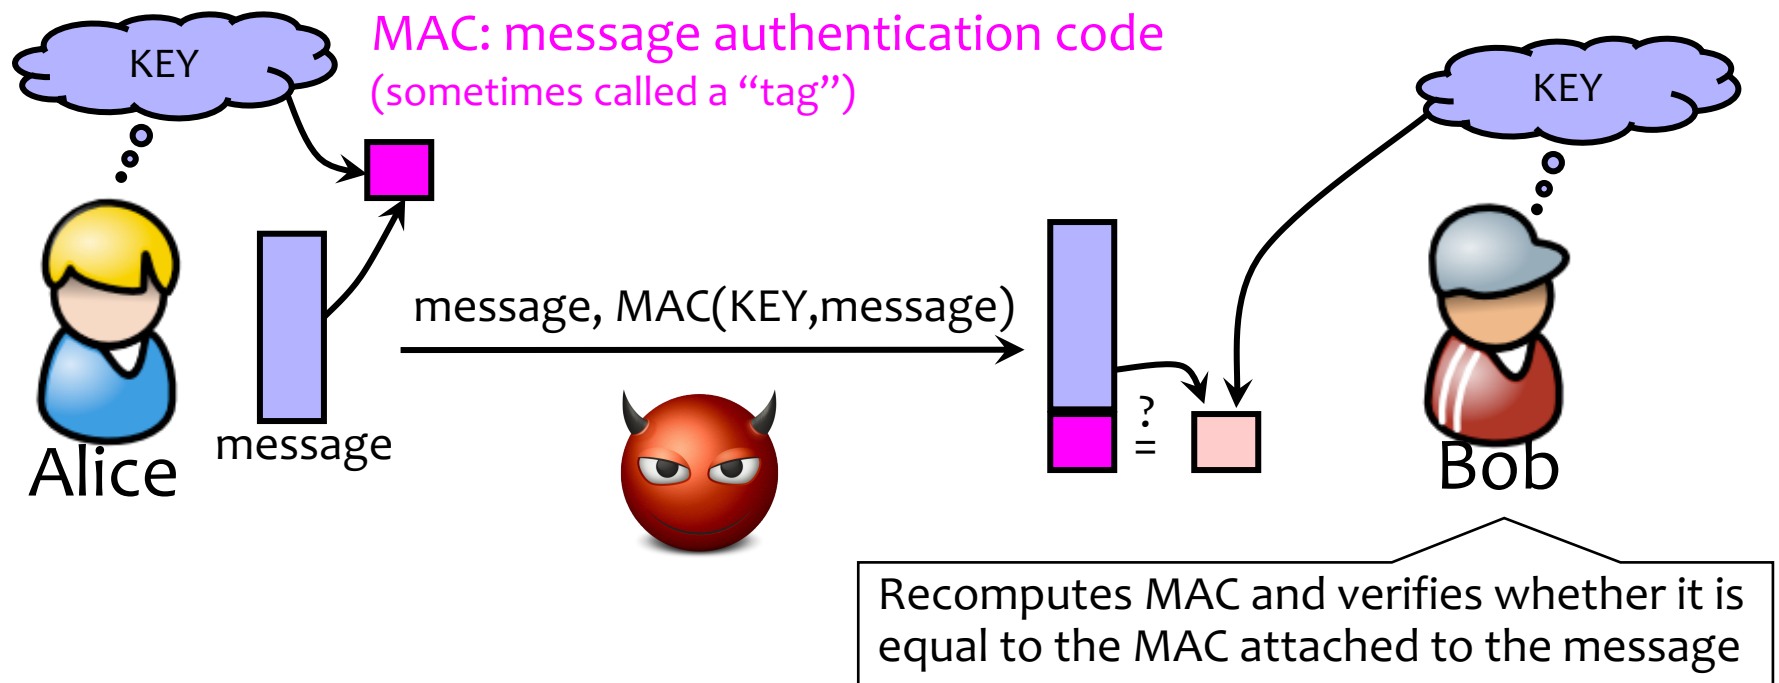 MAC: message authentication code
(sometimes called a “tag”)
KEY
KEY
message, MAC(KEY,message)
message
?
=
Alice
Bob
Recomputes MAC and verifies whether it is
equal to the MAC attached to the message